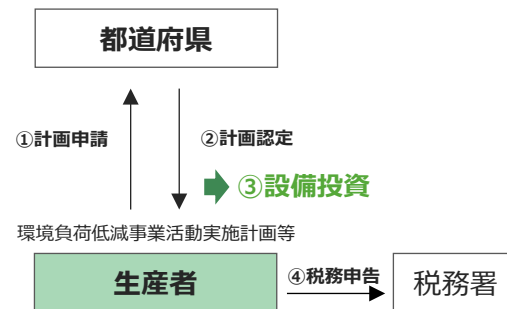 都道府県
①計画申請
②計画認定
③設備投資
環境負荷低減事業活動実施計画等
生産者
④税務申告
税務署